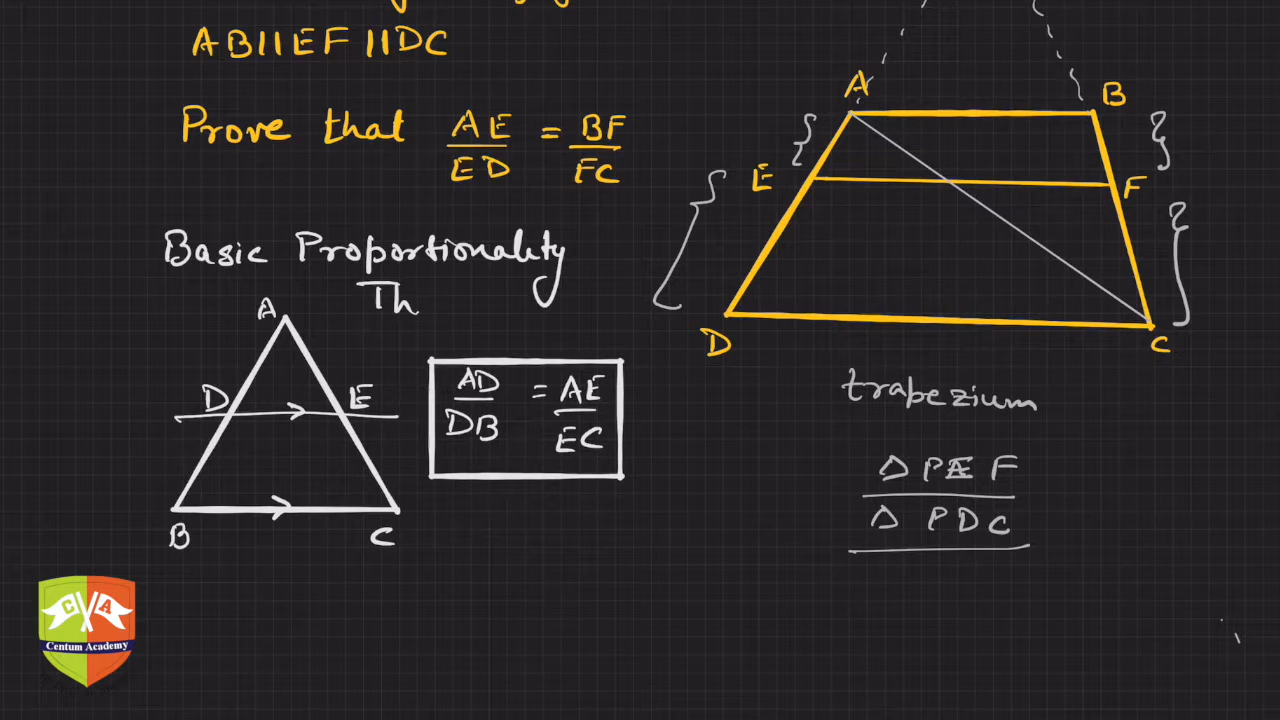 AB||EF||DC
Prove that AE/ED = BF/FC
Basic Proportionality
Th
A
D E
B C
AD/DB = AE/EC
A B
E F
D C
trapezium
Δ PEF
Δ PDC
C A
Centum Academy